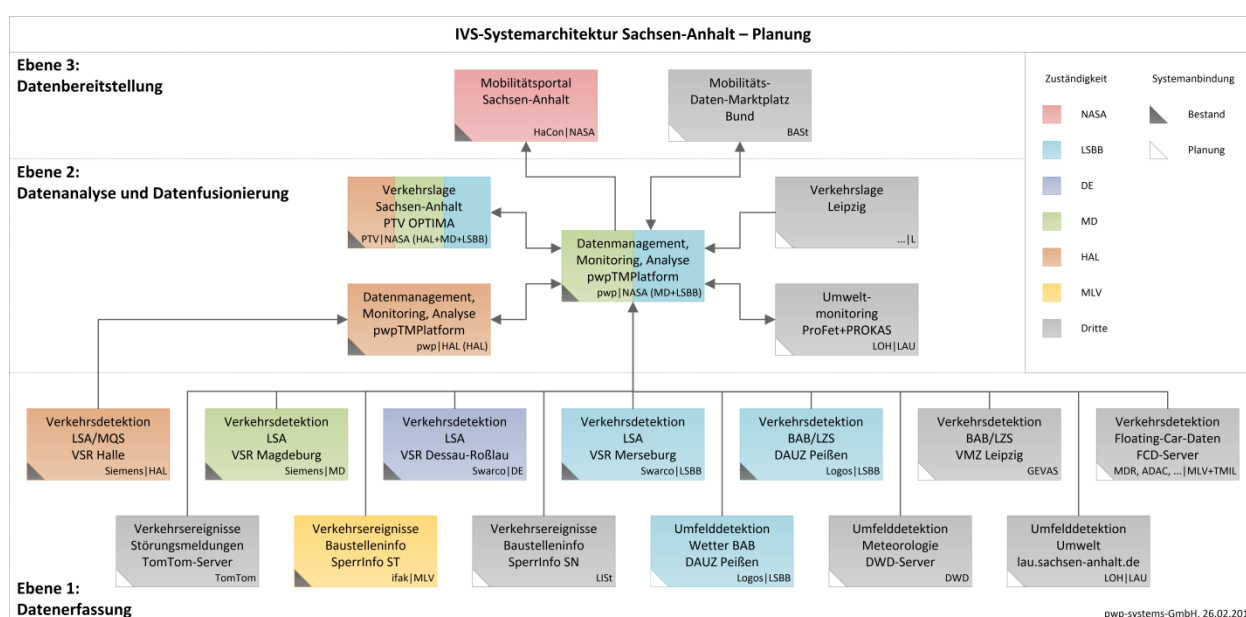 IVS-Systemarchitektur Sachsen-Anhalt – Planung
Ebene 3:
Datenbereitstellung
Mobilitätsportal
Sachsen-Anhalt
HaCon|NASA
Mobilitäts-
Daten-Marktplatz
Bund
BASt
Zuständigkeit
Systemanbindung
NASA
Bestand
LSBB
Planung
DE
MD
HAL
MLV
Dritte
Ebene 2:
Datenanalyse und Datenfusionierung
Verkehrslage
Sachsen-Anhalt
PTV OPTIMA
PTV|NASA (HAL+MD+LSBB)
Datenmanagement,
Monitoring, Analyse
pwpTMPlatform
pwp|NASA (MD+LSBB)
Verkehrslage
Leipzig
...|L
Datenmanagement,
Monitoring, Analyse
pwpTMPlatform
pwp|HAL (HAL)
Umwelt-
monitoring
ProFet+PROKAS
LOH|LAU
Verkehrsdetektion
LSA/MQS
VSR Halle
Siemens|HAL
Verkehrsdetektion
LSA
VSR Magdeburg
Siemens|MD
Verkehrsdetektion
LSA
VSR Dessau-Roßlau
Swarco|DE
Verkehrsdetektion
LSA
VSR Merseburg
Swarco|LSBB
Verkehrsdetektion
BAB/LZS
DAUZ Peißen
Logos|LSBB
Verkehrsdetektion
BAB/LZS
VMZ Leipzig
GEVAS
Verkehrsdetektion
Floating-Car-Daten
FCD-Server
MDR, ADAC, ...|MLV+TMIL
Verkehrsereignisse
Störungsmeldungen
TomTom-Server
TomTom
Verkehrsereignisse
Baustelleninfo
SperrInfo ST
ifak|MLV
Verkehrsereignisse
Baustelleninfo
SperrInfo SN
LISt
Umfelddetektion
Wetter BAB
DAUZ Peißen
Logos|LSBB
Umfelddetektion
Meteorologie
DWD-Server
DWD
Umfelddetektion
Umwelt
lau.sachsen-anhalt.de
LOH|LAU
Ebene 1:
Datenerfassung
pwp-systems-GmbH, 26.02.201